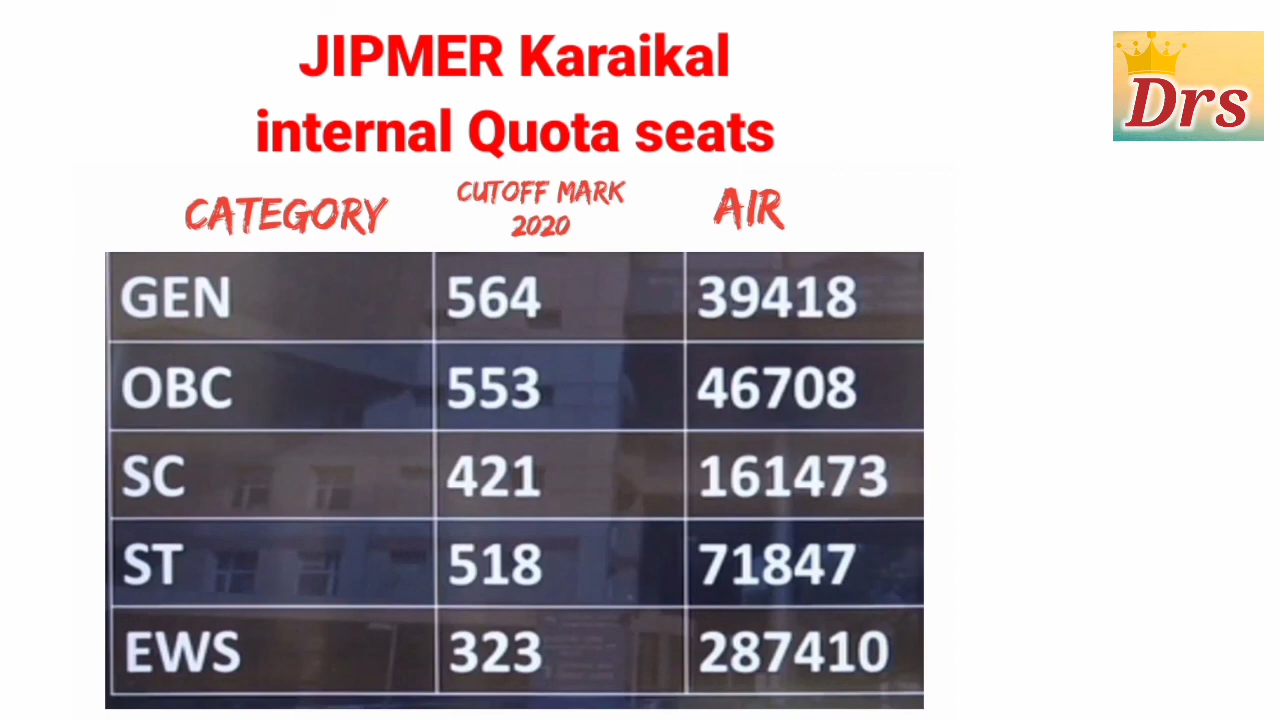 JIPMER Karaikal
internal Quota seats
Drs
CATEGORY CUTOFF MARK 2020 AIR
GEN 564 39418
OBC 553 46708
SC 421 161473
ST 518 71847
EWS 323 287410